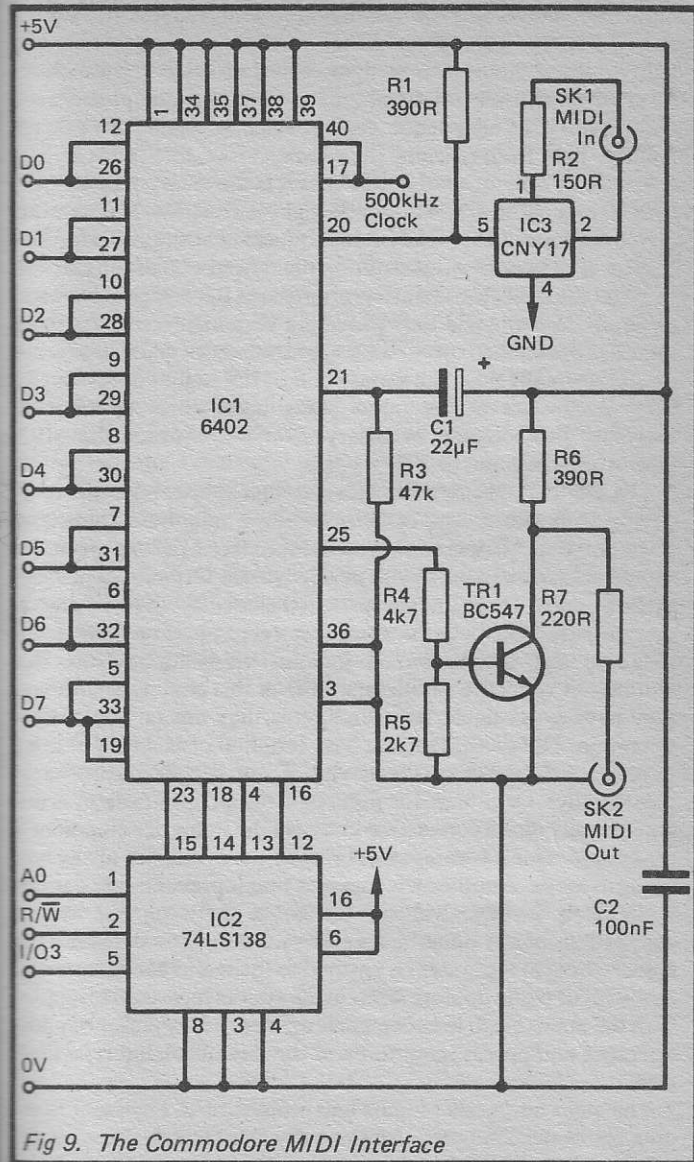 +5V
1 34 35 37 38 39
R1
390R
SK1
MIDI
In
R2
150R
12
26
D0
40
17
500kHz
Clock
20
1
5
IC3
CNY17
2
4
GND
11
27
D1
10
28
D2
9
29
D3
IC1
6402
21
+
C1
22µF
R6
390R
R3
47k
8
30
D4
7
31
D5
25
R4
4k7
TR1
BC547
R7
220R
6
32
D6
36
5
33
19
D7
3
R5
2k7
23 18 4 16
15 14 13 12
SK2
MIDI
Out
+5V
A0
1
R/W̅
2
I/O3
5
IC2
74LS138
16
6
C2
100nF
8 3 4
0V
Fig 9. The Commodore MIDI Interface